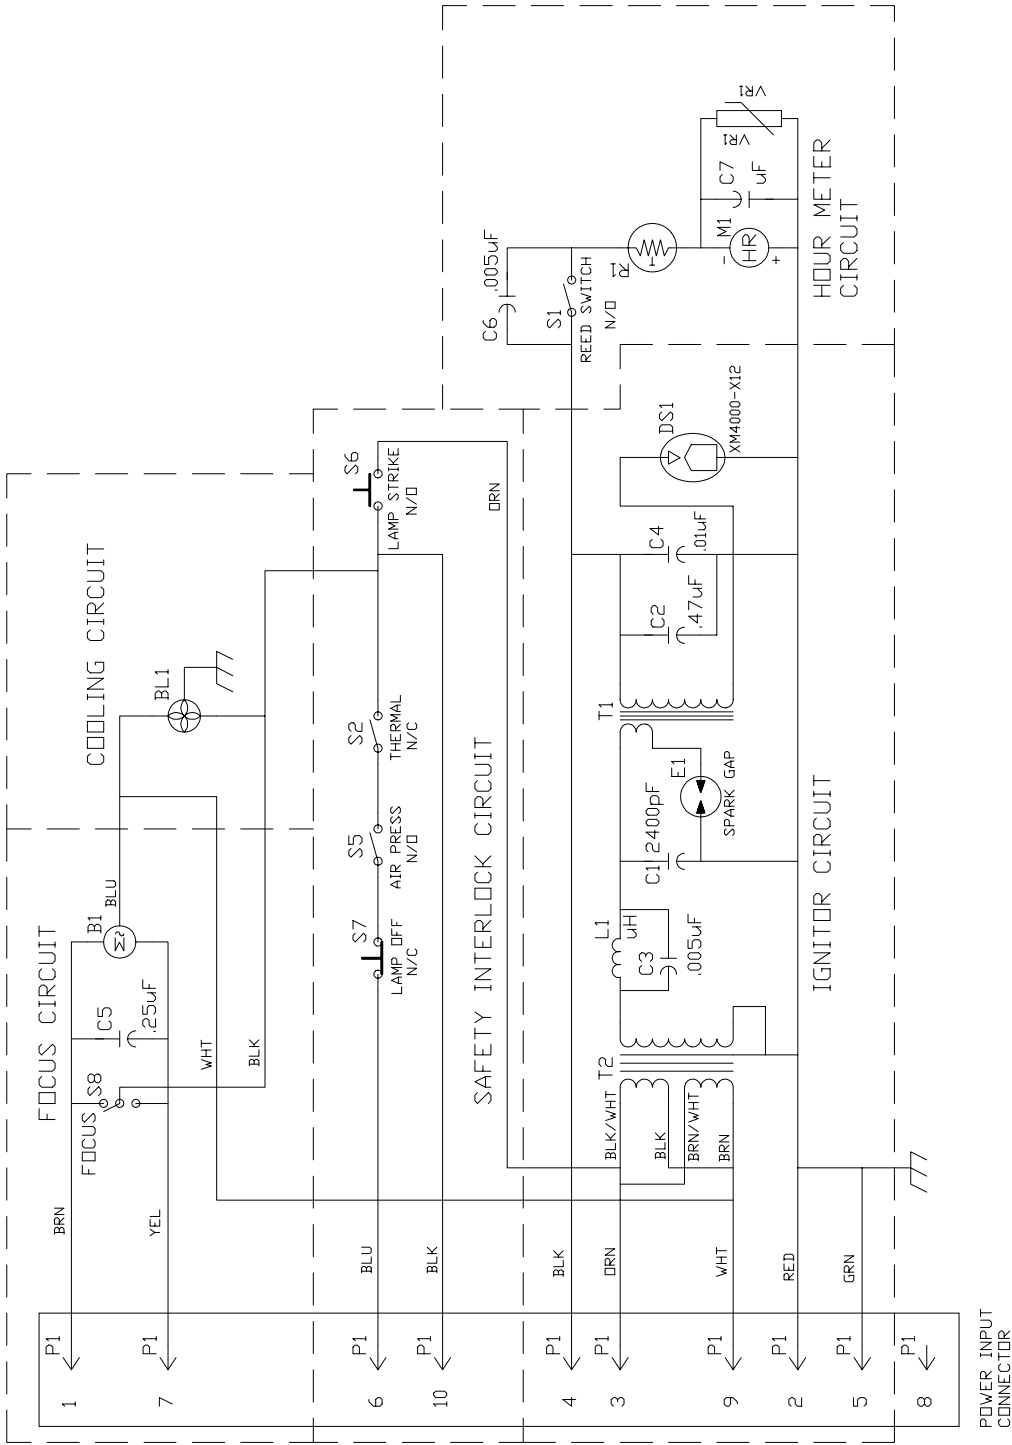 COOLING CIRCUIT
BL1
FOCUS CIRCUIT
B1
BLU
C5
.25uF
S8
FOCUS
WHT
BLK
BRN
YEL
SAFETY INTERLOCK CIRCUIT
S6
LAMP STRIKE
N/O
ORN
S2
THERMAL
N/C
S5
AIR PRESS
N/O
S7
LAMP OFF
N/C
BLU
BLK
HOUR METER
CIRCUIT
VR1
VR1
C7
uF
M1
HR
-
+
R1
T
C6
.005uF
S1
REED SWITCH
N/O
IGNITOR CIRCUIT
DS1
XM4000-X12
C4
.01uF
C2
.47uF
T1
E1
SPARK GAP
C1
2400pF
L1
uH
C3
.005uF
T2
BLK/WHT
BLK
BRN/WHT
BRN
BLK
ORN
WHT
RED
GRN
P1
1
P1
7
P1
6
P1
10
P1
4
P1
3
P1
9
P1
2
P1
5
P1
8
POWER INPUT
CONNECTOR